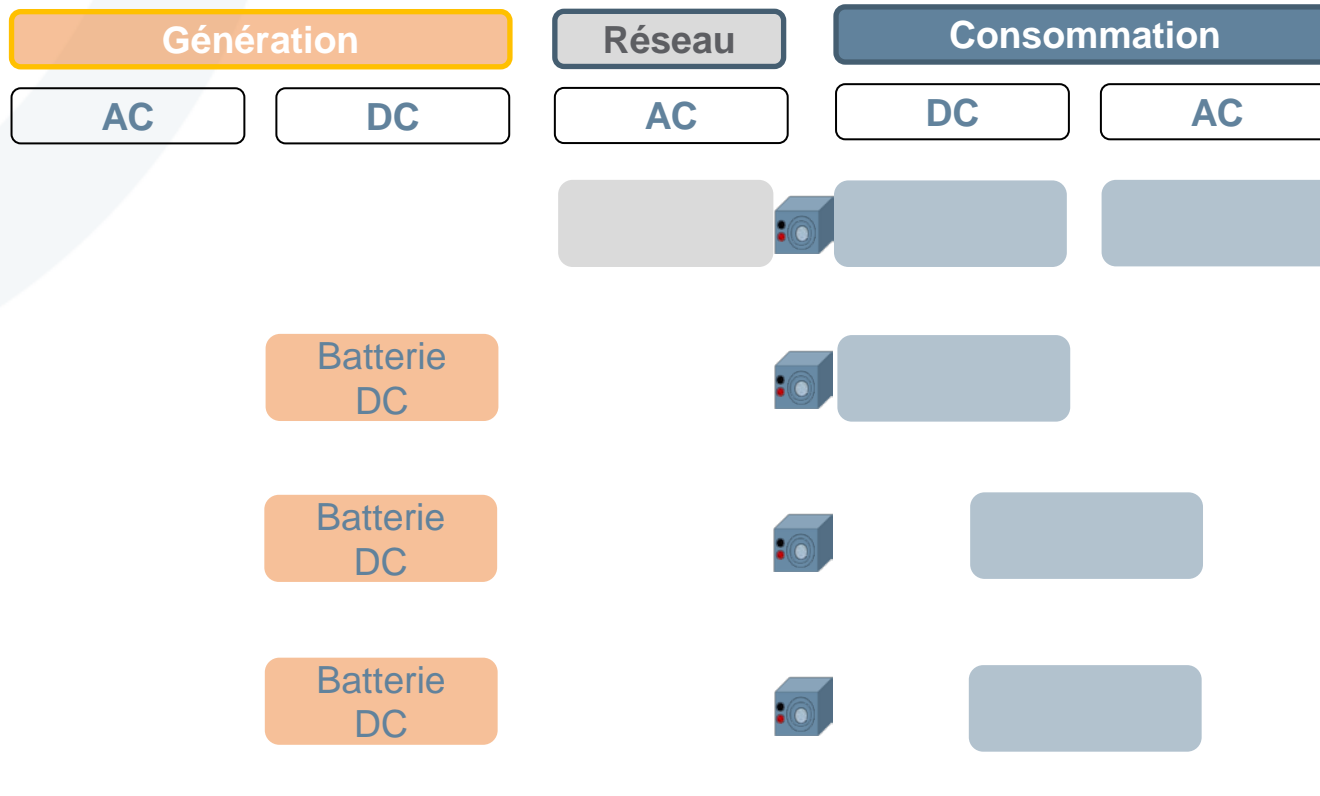 Génération
Réseau
Consommation
AC
DC
AC
DC
AC
Batterie
DC
Batterie
DC
Batterie
DC